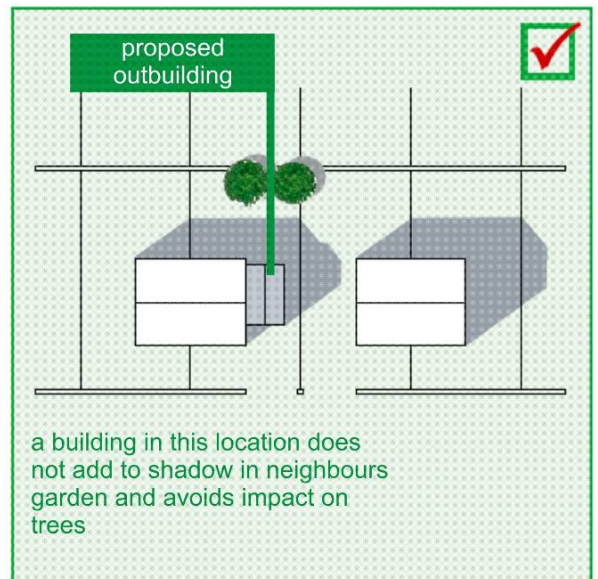 proposed
outbuilding
a building in this location does
not add to shadow in neighbours
garden and avoids impact on
trees